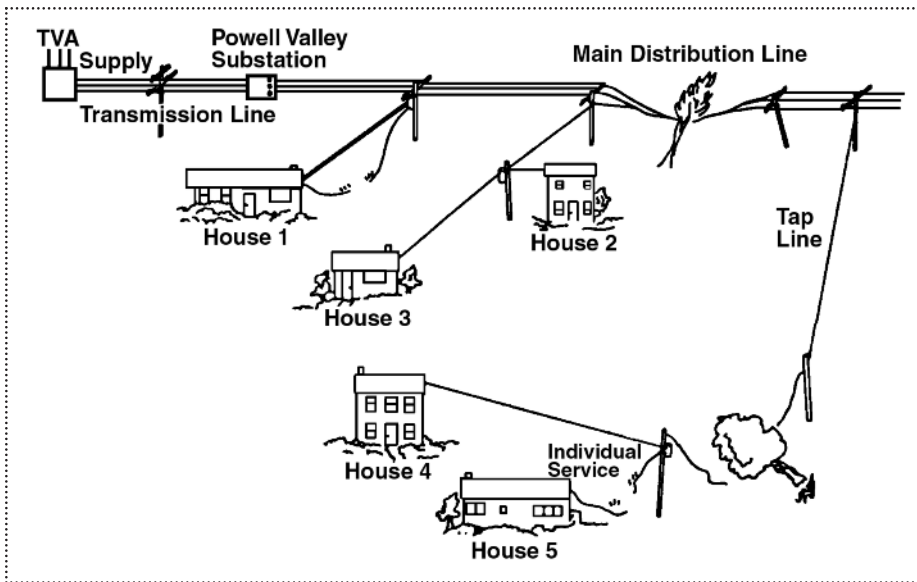 TVA
Supply
Powell Valley
Substation
Main Distribution Line
Transmission Line
House 1
House 2
Tap
Line
House 3
House 4
Individual
Service
House 5